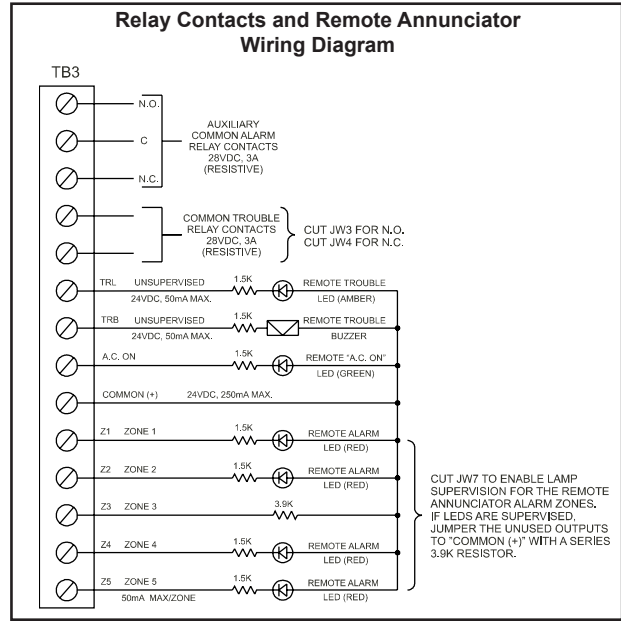 Relay Contacts and Remote Annunciator
Wiring Diagram
TB3
N.O.
C
N.C.
AUXILIARY
COMMON ALARM
RELAY CONTACTS
28VDC, 3A
(RESISTIVE)
COMMON TROUBLE
RELAY CONTACTS
28VDC, 3A
(RESISTIVE)
CUT JW3 FOR N.O.
CUT JW4 FOR N.C.
TRL UNSUPERVISED 1.5K REMOTE TROUBLE
24VDC, 50mA MAX. LED (AMBER)
TRB UNSUPERVISED 1.5K REMOTE TROUBLE
24VDC, 50mA MAX. BUZZER
A.C. ON 1.5K REMOTE "A.C. ON"
LED (GREEN)
COMMON (+) 24VDC, 250mA MAX.
Z1 ZONE 1 1.5K REMOTE ALARM
LED (RED)
Z2 ZONE 2 1.5K REMOTE ALARM
LED (RED)
Z3 ZONE 3 3.9K
Z4 ZONE 4 1.5K REMOTE ALARM
LED (RED)
Z5 ZONE 5 1.5K REMOTE ALARM
50mA MAX/ZONE LED (RED)
CUT JW7 TO ENABLE LAMP
SUPERVISION FOR THE REMOTE
ANNUNCIATOR ALARM ZONES.
IF LEDS ARE SUPERVISED,
JUMPER THE UNUSED OUTPUTS
TO "COMMON (+)" WITH A SERIES
3.9K RESISTOR.